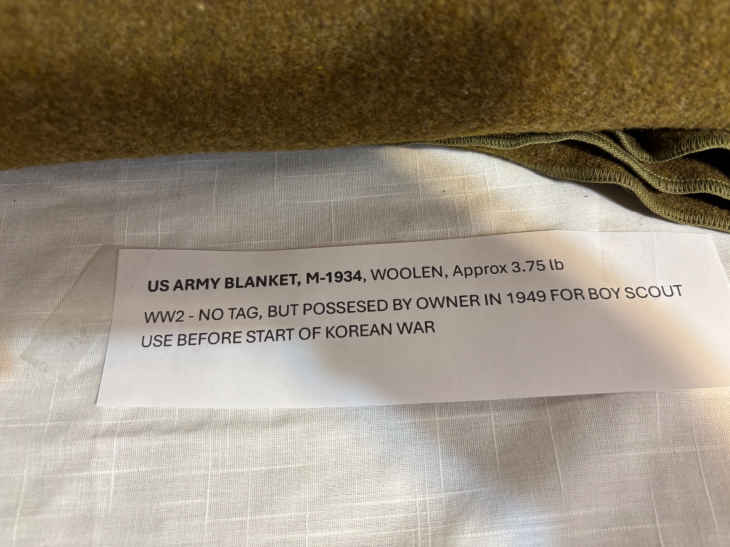 US ARMY BLANKET, M-1934, WOOLEN, Approx 3.75 lb
WW2 - NO TAG, BUT POSSESED BY OWNER IN 1949 FOR BOY SCOUT
USE BEFORE START OF KOREAN WAR